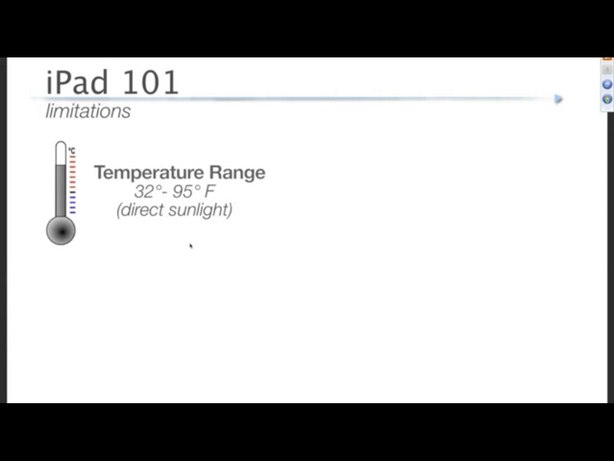 iPad 101
limitations
°C
Temperature Range
32°- 95° F
(direct sunlight)